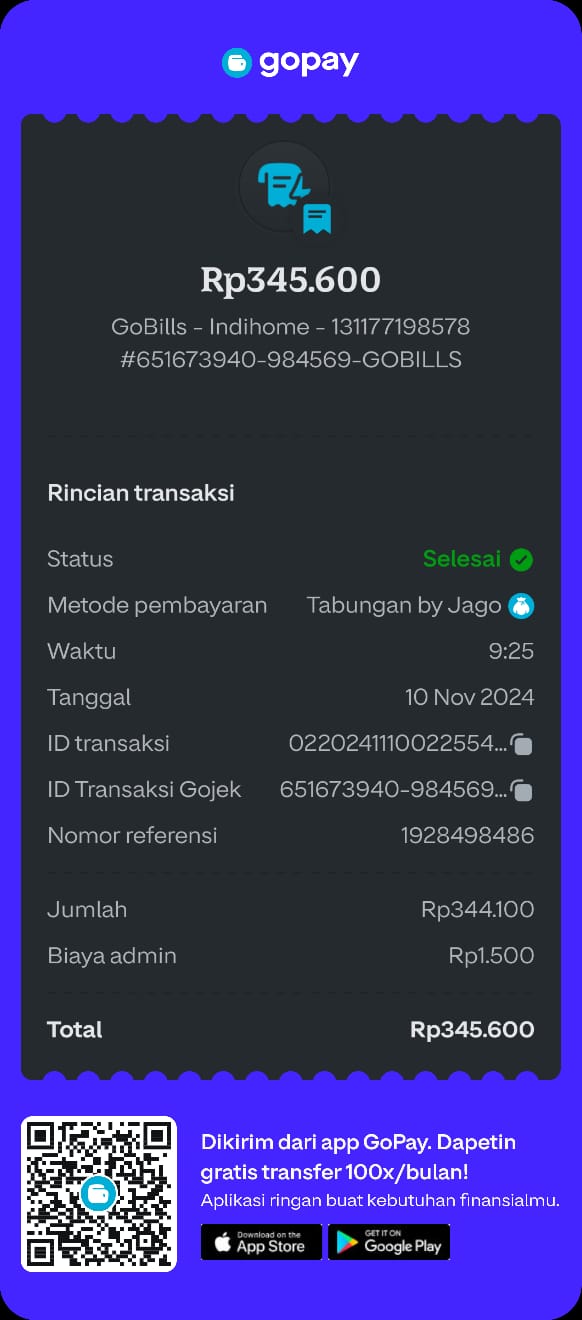 gopay
Rp345.600
GoBills - Indihome - 131177198578
#651673940-984569-GOBILLS
Rincian transaksi
Status Selesai
Metode pembayaran Tabungan by Jago
Waktu 9:25
Tanggal 10 Nov 2024
ID transaksi 0220241110022554...
ID Transaksi Gojek 651673940-984569...
Nomor referensi 1928498486
Jumlah Rp344.100
Biaya admin Rp1.500
Total Rp345.600
Dikirim dari app GoPay. Dapetin
gratis transfer 100x/bulan!
Aplikasi ringan buat kebutuhan finansialmu.
Download on the App Store
GET IT ON Google Play